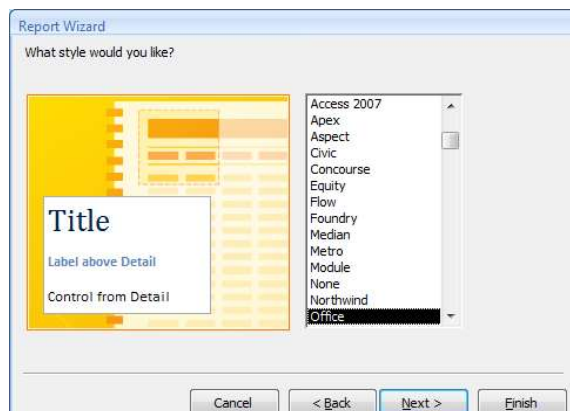 Report Wizard
What style would you like?
Title
Label above Detail
Control from Detail
Access 2007
Apex
Aspect
Civic
Concourse
Equity
Flow
Foundry
Median
Metro
Module
None
Northwind
Office
Cancel < Back Next > Finish